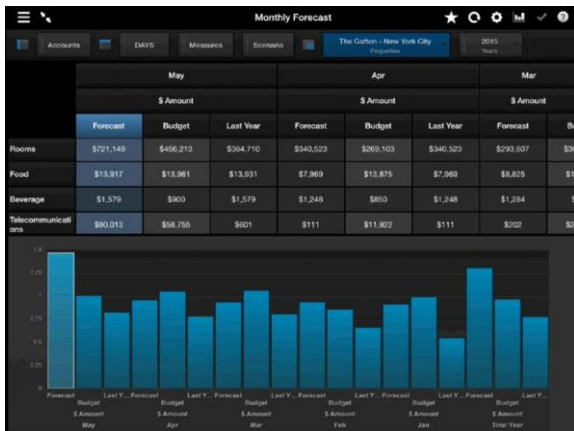 Monthly Forecast
Accounts DAYS Measures Scenario The Gafton - New York City 2015
Properties Years
May Apr Mar
$ Amount $ Amount $ Amount
Forecast Budget Last Year Forecast Budget Last Year Forecast B
Rooms $721,149 $456,213 $364,710 $340,523 $269,103 $340,523 $293,607
Food $13,917 $13,961 $13,931 $7,969 $13,875 $7,969 $8,825
Beverage $1,579 $900 $1,579 $1,248 $850 $1,248 $1,284
Telecommunicati $90,013 $58,755 $601 $111 $11,922 $111 $202
ons
1.5
1.25
1
0.75
0.5
0.25
0
Forecast Last Y... Forecast Last Y... Forecast Last Y... Forecast Last Y... Forecast Last Y... Forecast Last Y...
Budget Budget Budget Budget Budget Budget
$ Amount $ Amount $ Amount $ Amount $ Amount $ Amount
May Apr Mar Feb Jan Total Year